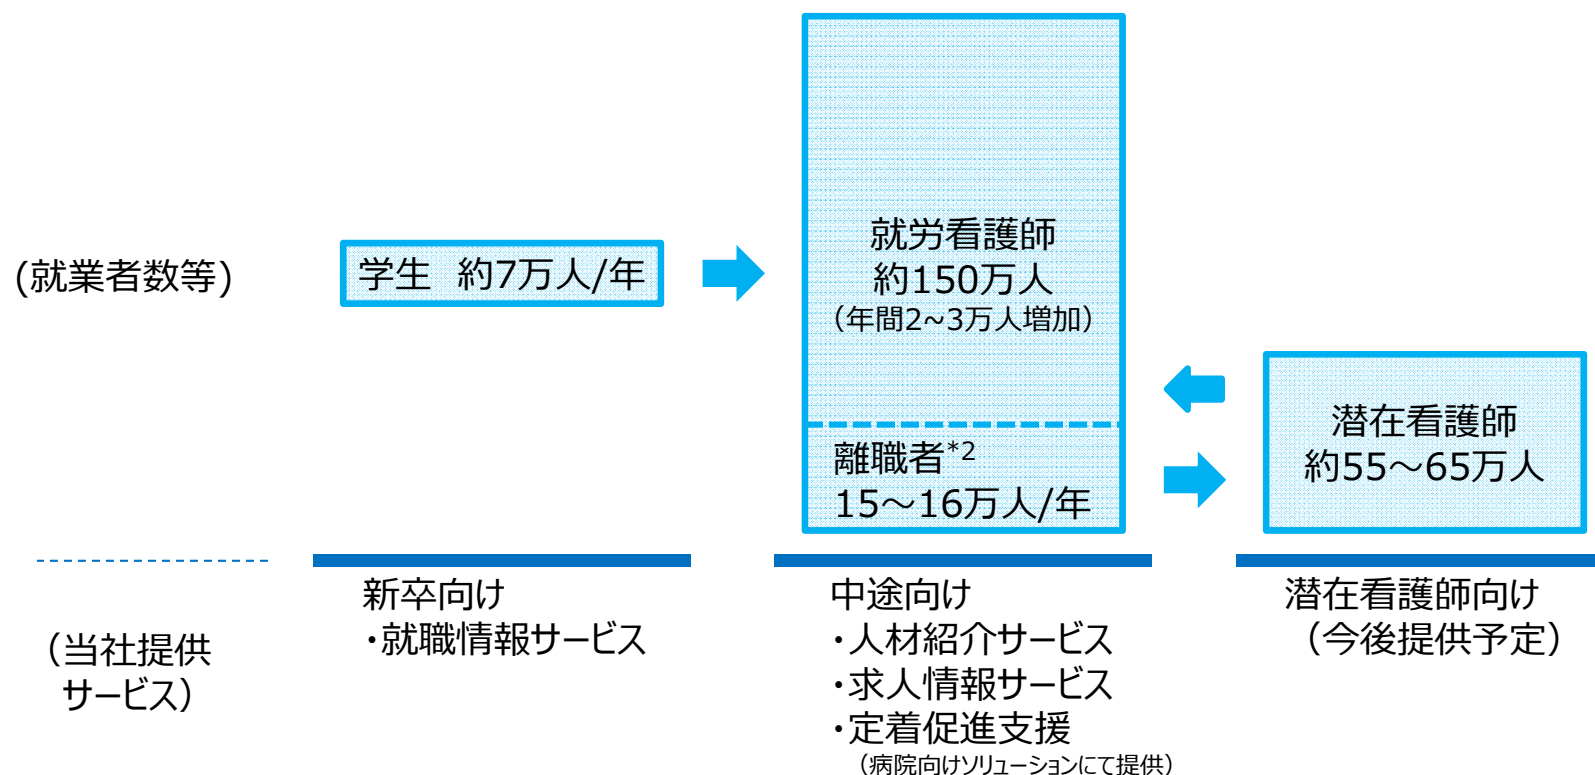 (就業者数等)
学生　約7万人/年
就労看護師
約150万人
（年間2~3万人増加）
離職者*2
15～16万人/年
潜在看護師
約55～65万人
（当社提供
サービス）
新卒向け
・就職情報サービス
中途向け
・人材紹介サービス
・求人情報サービス
・定着促進支援
（病院向けソリューションにて提供）
潜在看護師向け
（今後提供予定）